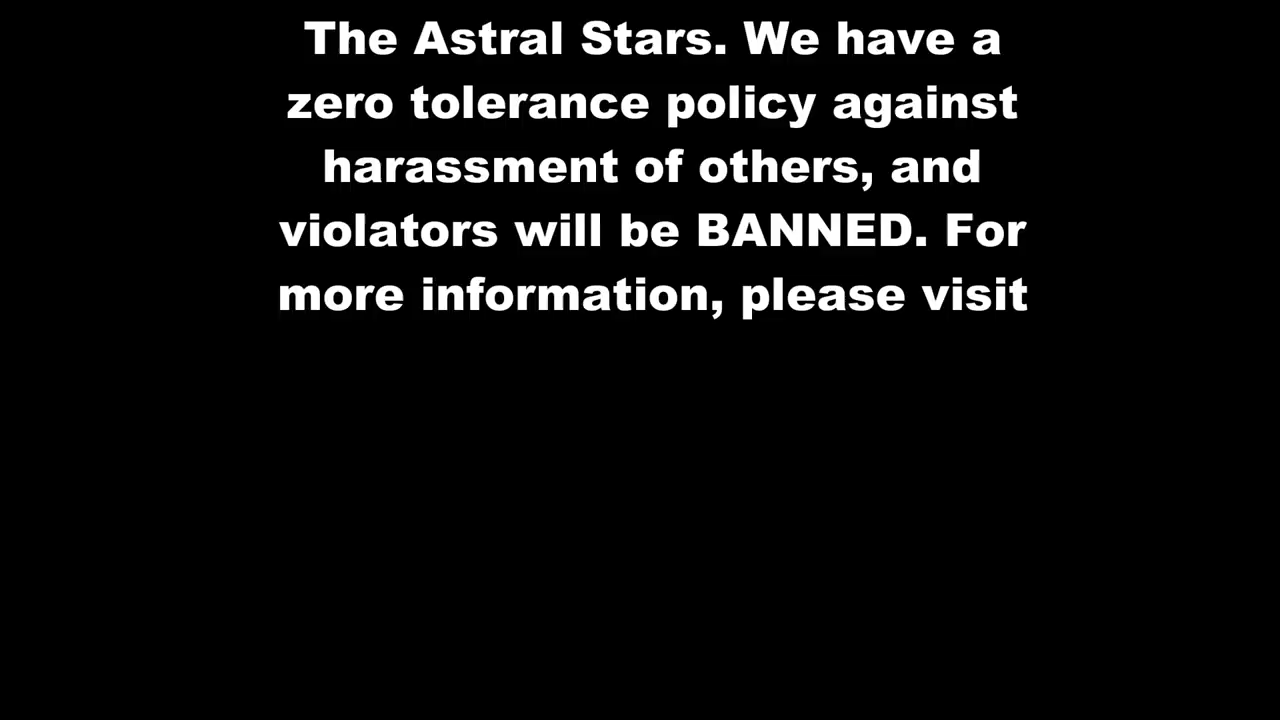 The Astral Stars. We have a
zero tolerance policy against
harassment of others, and
violators will be BANNED. For
more information, please visit